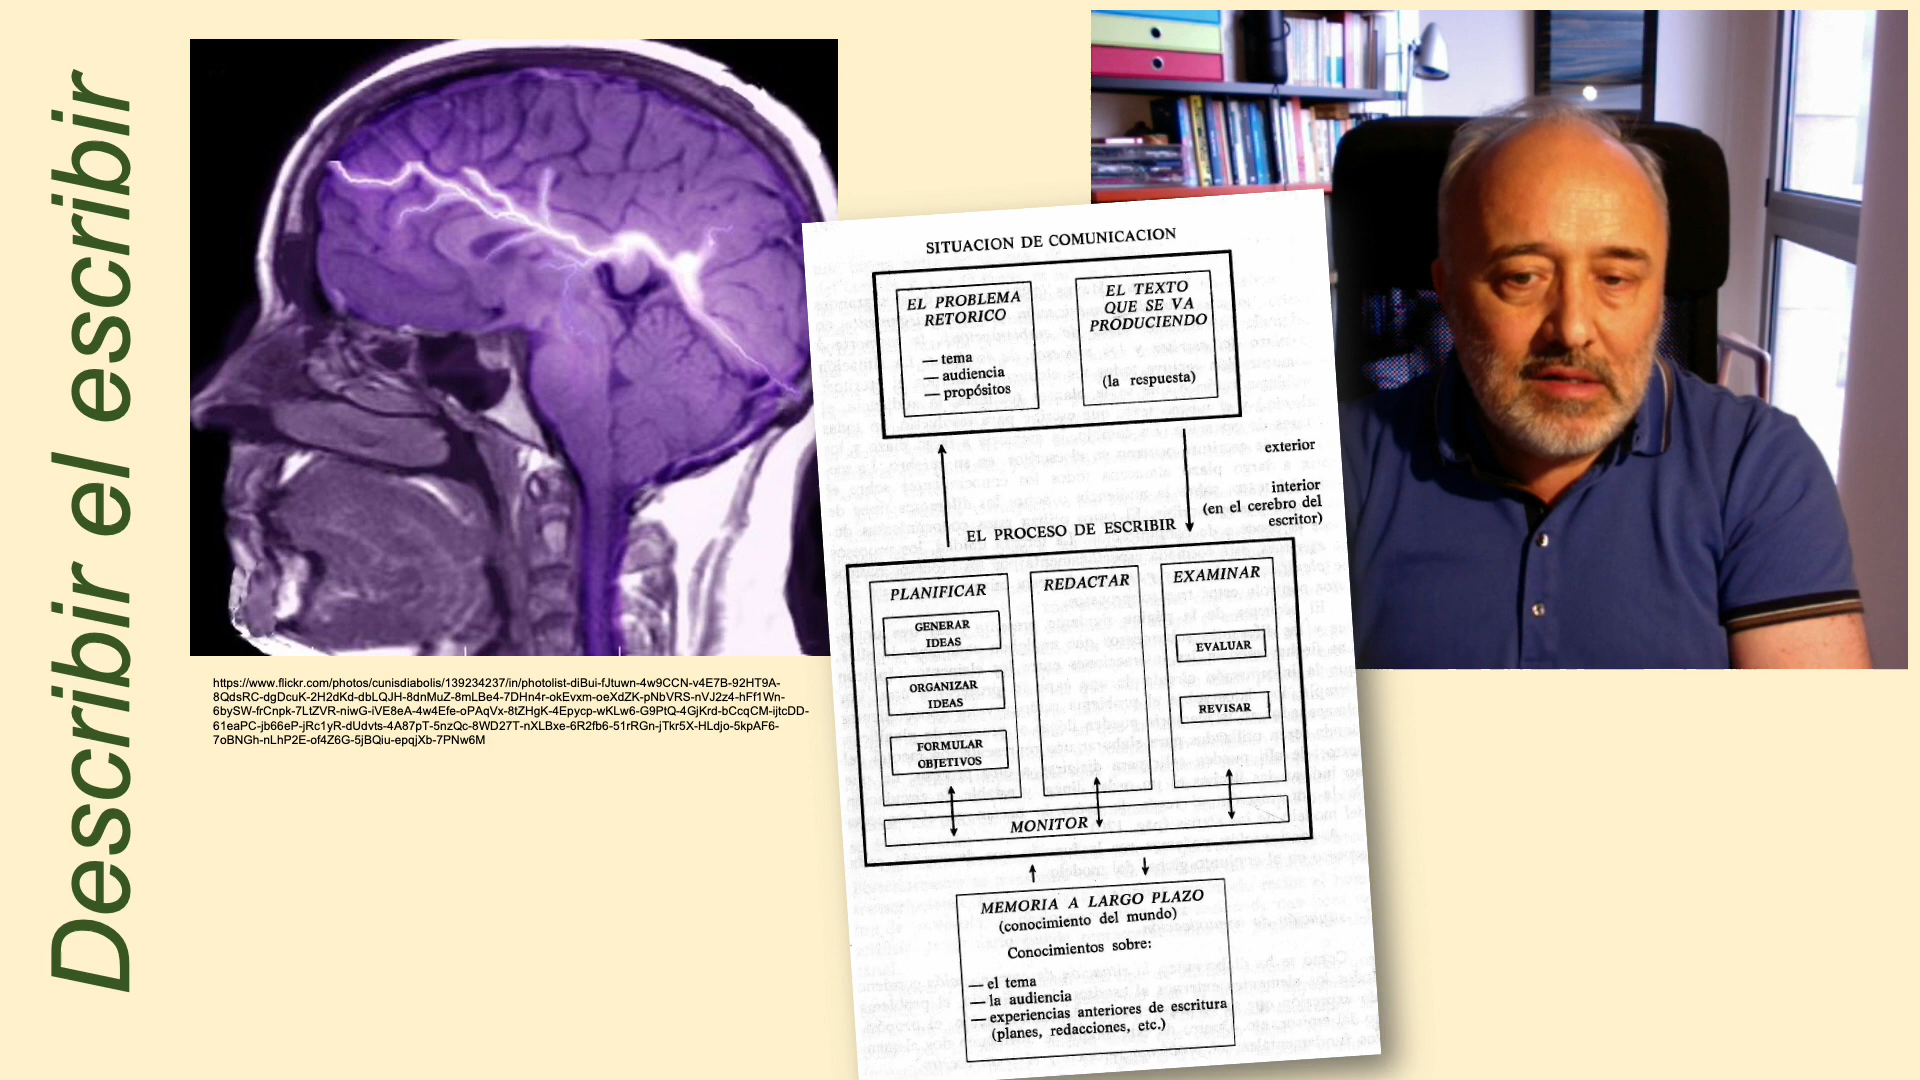 Describir el escribir
https://www.flickr.com/photos/cunisdiabolis/139234237/in/photolist-diBui-fJtuwn-4w9CCN-v4E7B-92HT9A-
8QdsRC-dgDcuK-2H2dKd-dbLQJH-8dnMuZ-8mLBe4-7DHn4r-okEvxm-oeXdZK-pNbVRS-nVJ2z4-hFf1Wn-
6bySW-frCnpk-7LtZVR-niwG-iVE8eA-4w4Efe-oPAqVx-8tZHgK-4Epycp-wKLw6-G9PtQ-4GjKrd-bCcqCM-ijtcDD-
61eaPC-jb66eP-jRc1yR-dUdvts-4A87pT-5nzQc-8WD27T-nXLBxe-6R2fb6-51rRGn-jTkr5X-HLdjo-5kpAF6-
7oBNGh-nLhP2E-of4Z6G-5jBQiu-epqjXb-7PNw6M
SITUACION DE COMUNICACION
EL PROBLEMA
RETORICO
— tema
— audiencia
— propósitos
EL TEXTO
QUE SE VA
PRODUCIENDO
(la respuesta)
exterior
interior
(en el cerebro del
escritor)
EL PROCESO DE ESCRIBIR
PLANIFICAR
GENERAR
IDEAS
ORGANIZAR
IDEAS
FORMULAR
OBJETIVOS
REDACTAR
EXAMINAR
EVALUAR
REVISAR
MONITOR
MEMORIA A LARGO PLAZO
(conocimiento del mundo)
Conocimientos sobre:
— el tema
— la audiencia
— experiencias anteriores de escritura
(planes, redacciones, etc.)